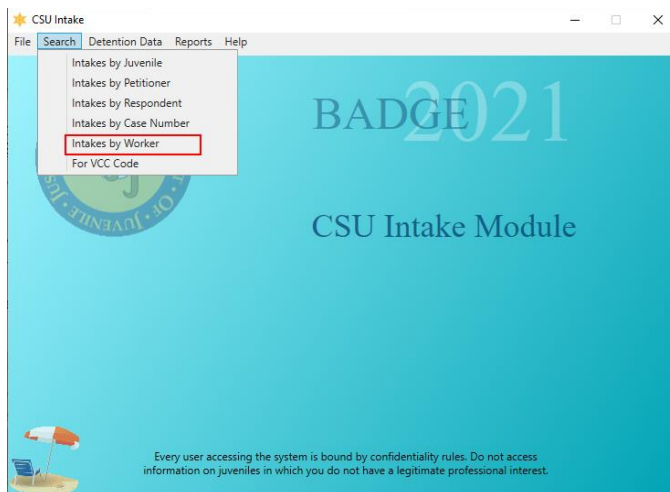 CSU Intake
File Search Detention Data Reports Help
Intakes by Juvenile
Intakes by Petitioner
Intakes by Respondent
Intakes by Case Number
Intakes by Worker
For VCC Code
BADGE 2021
OF JUVENILE JUST
CSU Intake Module
Every user accessing the system is bound by confidentiality rules. Do not access
information on juveniles in which you do not have a legitimate professional interest.